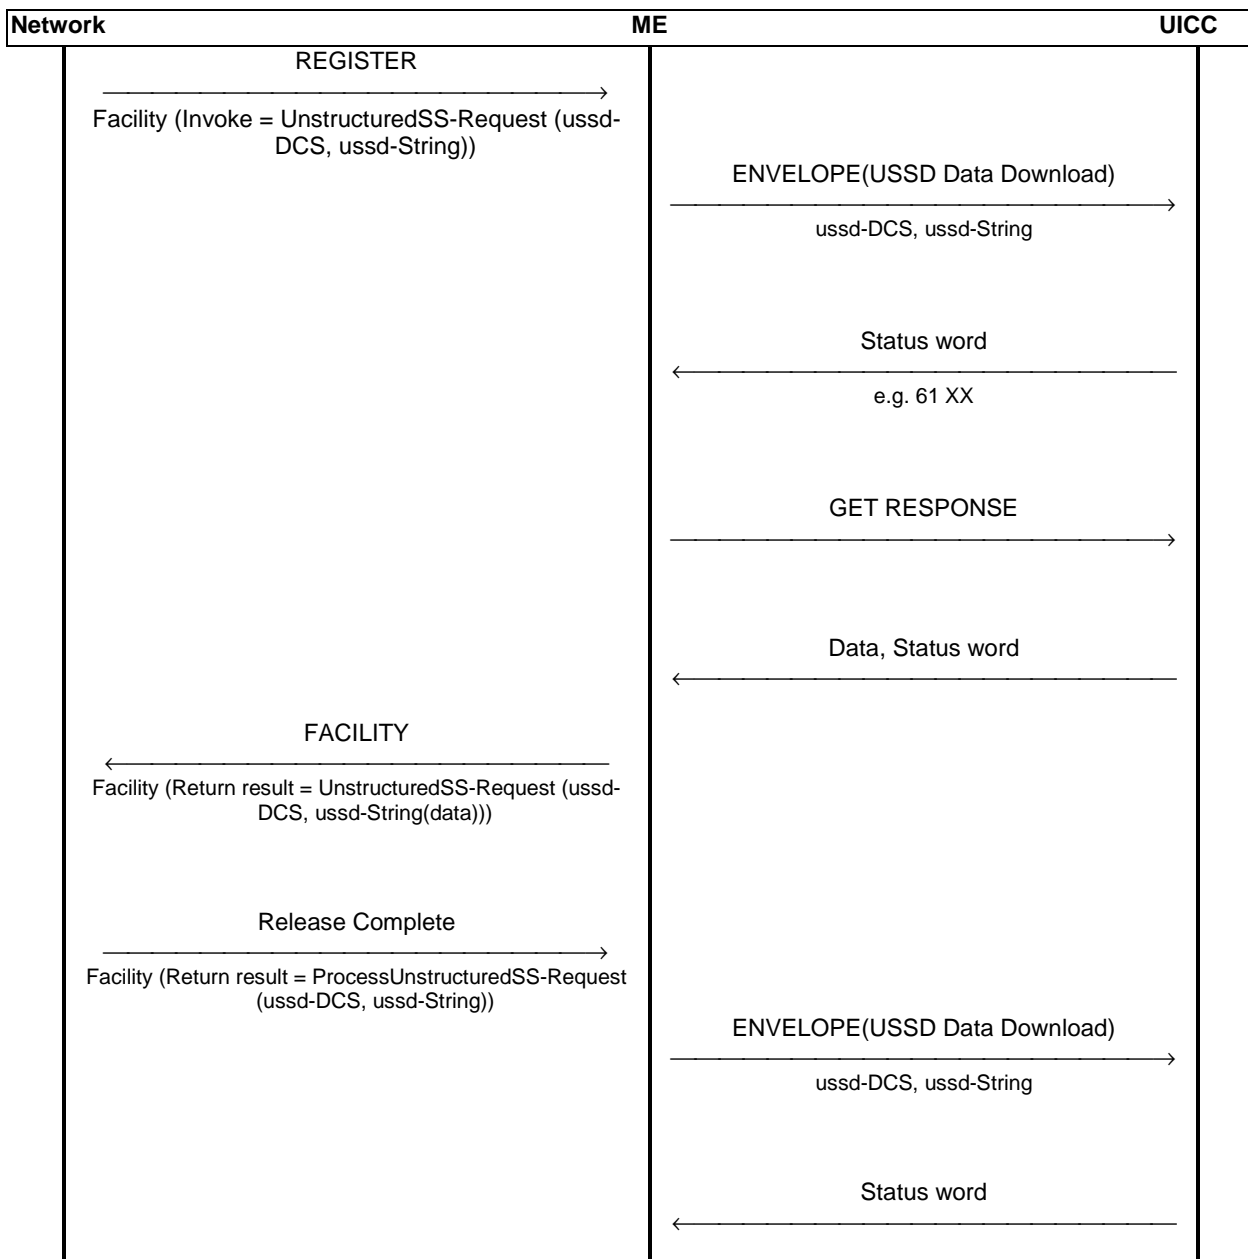 Network ME UICC
REGISTER
Facility (Invoke = UnstructuredSS-Request (ussd-
DCS, ussd-String))
ENVELOPE(USSD Data Download)
ussd-DCS, ussd-String
Status word
e.g. 61 XX
GET RESPONSE
Data, Status word
FACILITY
Facility (Return result = UnstructuredSS-Request (ussd-
DCS, ussd-String(data)))
Release Complete
Facility (Return result = ProcessUnstructuredSS-Request
(ussd-DCS, ussd-String))
ENVELOPE(USSD Data Download)
ussd-DCS, ussd-String
Status word